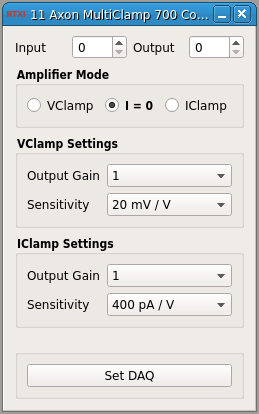 RTXI 11 Axon MultiClamp 700 Co...
Input 0 Output 0
Amplifier Mode
VClamp I = 0 IClamp
VClamp Settings
Output Gain 1
Sensitivity 20 mV / V
IClamp Settings
Output Gain 1
Sensitivity 400 pA / V
Set DAQ